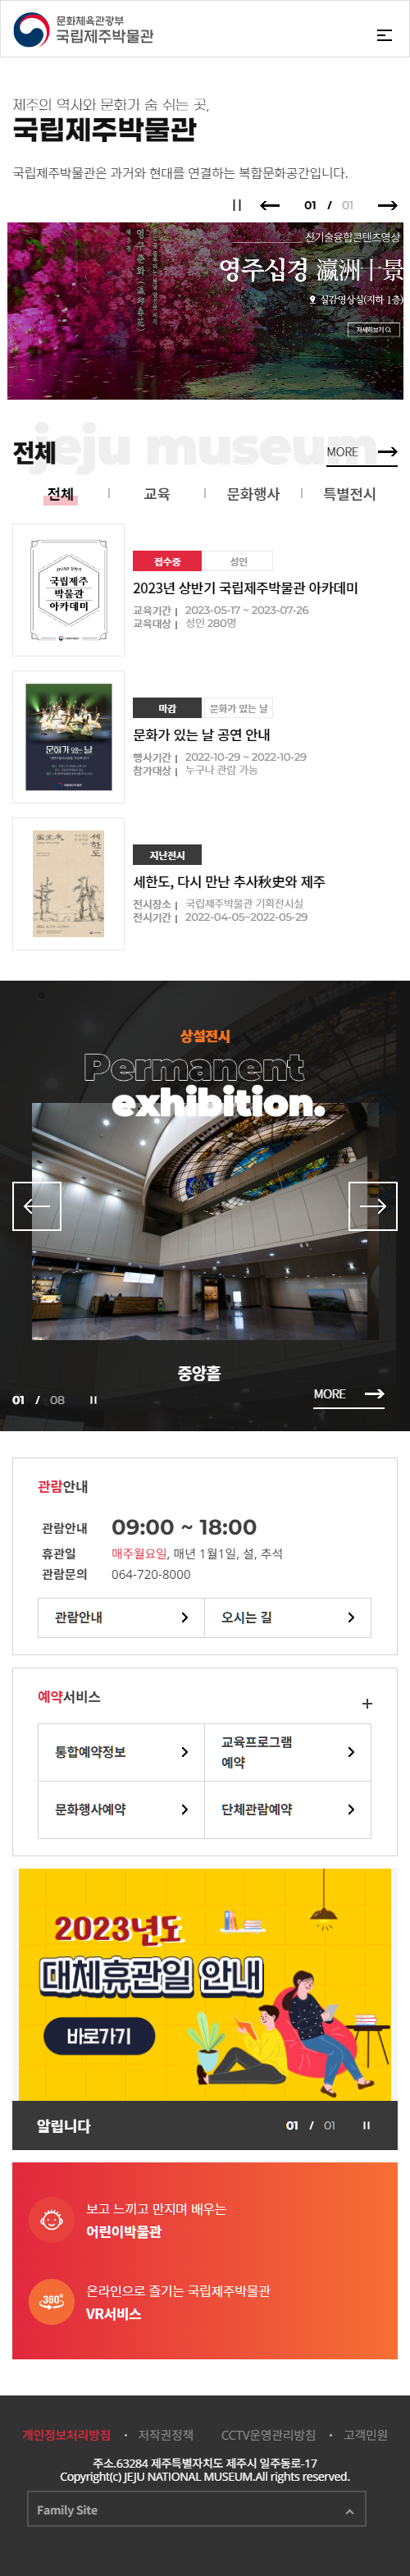 문화체육관광부
국립제주박물관
제주의 역사와 문화가 숨 쉬는 곳,
국립제주박물관
국립제주박물관은 과거와 현대를 연결하는 복합문화공간입니다.
01 / 01
신기술융합콘텐츠영상
영주십경 瀛洲十景
실감영상실(지하 1층)
자세히보기
영구춘화 (瀛邱春花)
jeju museum
전체
MORE
전체 교육 문화행사 특별전시
2023년 상반기
국립제주
박물관
아카데미
국립제주박물관
접수중 성인
2023년 상반기 국립제주박물관 아카데미
교육기간 2023-05-17 ~ 2023-07-26
교육대상 성인 280명
문화가 있는 날
마감 문화가 있는 날
문화가 있는 날 공연 안내
행사기간 2022-10-29 ~ 2022-10-29
참가대상 누구나 관람 가능
세한도
지난전시
세한도, 다시 만난 추사秋史와 제주
전시장소 국립제주박물관 기획전시실
전시기간 2022-04-05~2022-05-29
상설전시
Permanent
exhibition.
중앙홀
01 / 08
MORE
관람안내
관람안내 09:00 ~ 18:00
휴관일 매주월요일, 매년 1월1일, 설, 추석
관람문의 064-720-8000
관람안내 오시는 길
예약서비스
통합예약정보
교육프로그램
예약
문화행사예약 단체관람예약
2023년도
대체휴관일 안내
바로가기
알립니다 01 / 01
보고 느끼고 만지며 배우는
어린이박물관
360°
온라인으로 즐기는 국립제주박물관
VR서비스
개인정보처리방침 저작권정책 CCTV운영관리방침 고객민원
주소.63284 제주특별자치도 제주시 일주동로-17
Copyright(c) JEJU NATIONAL MUSEUM.All rights reserved.
Family Site